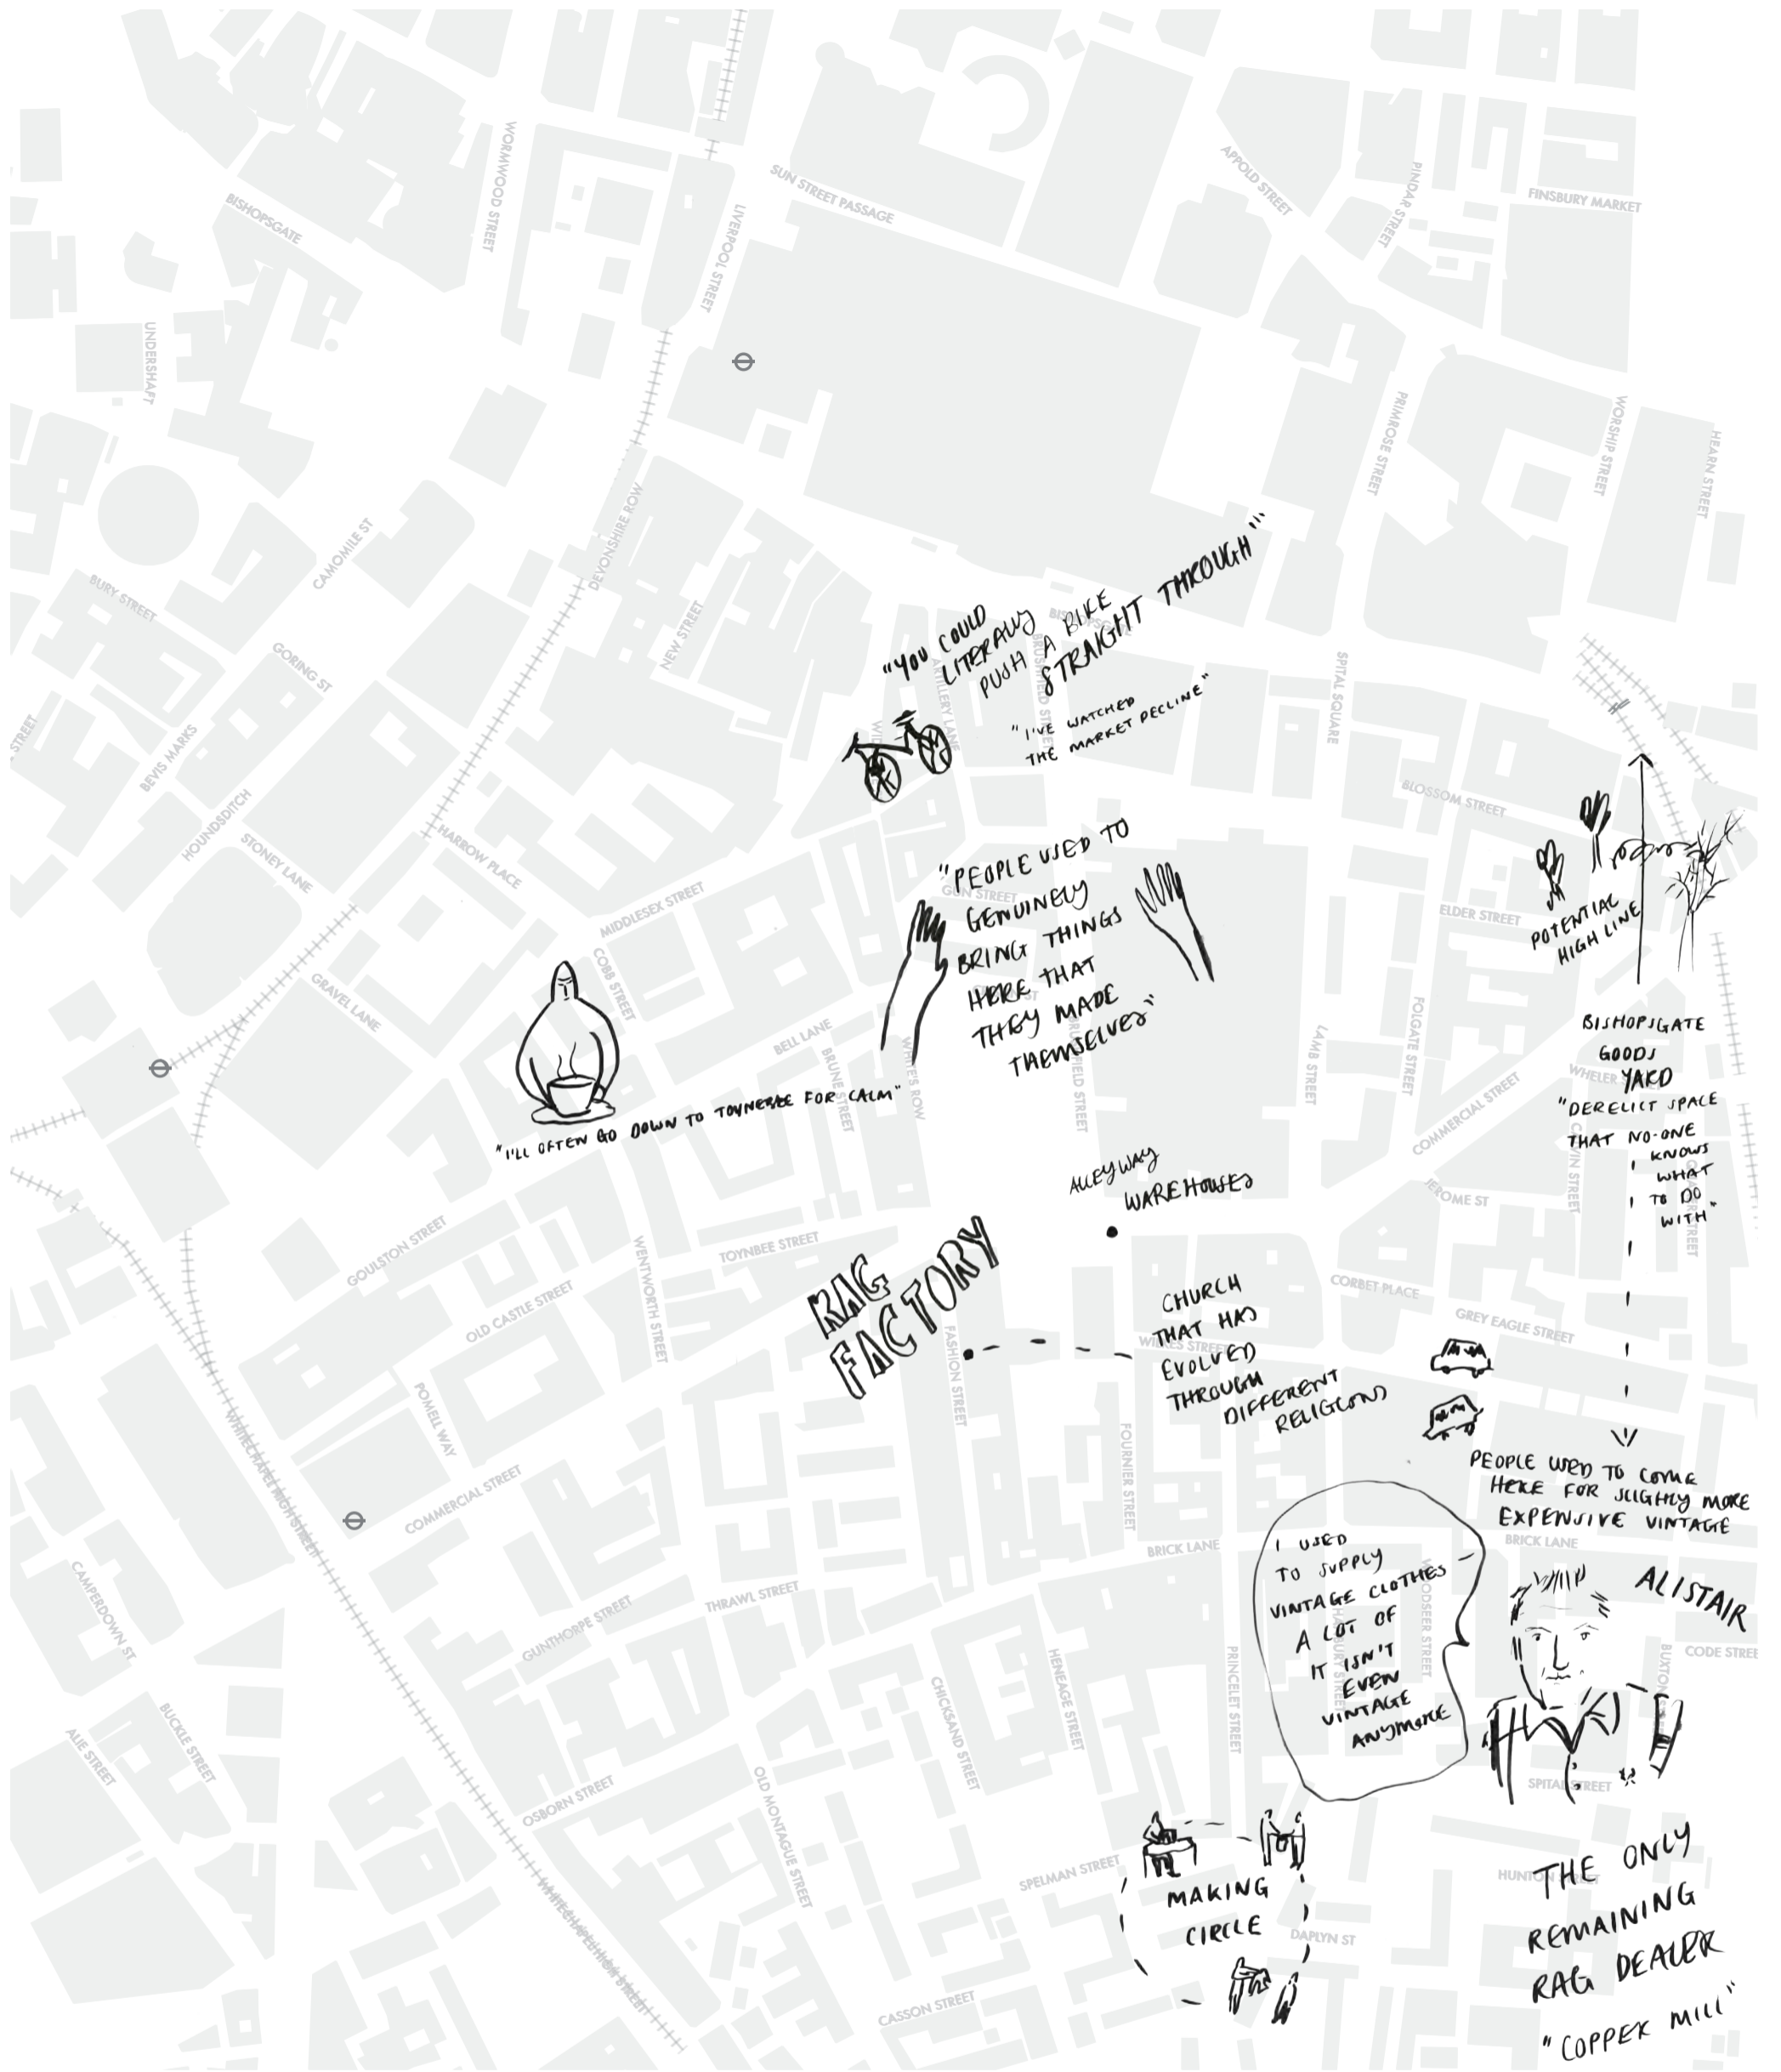 WORMWOOD STREET
SUN STREET PASSAGE
APPOLD STREET
PINDAR STREET
FINSBURY MARKET
BISHOPSGATE
LIVERPOOL STREET
UNDERSHAFT
PRIMROSE STREET
WORSHIP STREET
HEARN STREET
CAMOMILE ST
DEVONSHIRE ROW
BURY STREET
GORING ST
NEW STREET
"YOU COULD
LITERALLY
PUSH A BIKE
STRAIGHT THROUGH"
ARTILLERY LANE
BRUSHFIELD STREET
SPITAL SQUARE
"I'VE WATCHED
THE MARKET DECLINE"
STREET
BEVIS MARKS
HOUNDSDITCH
STONEY LANE
HARROW PLACE
MIDDLESEX STREET
BLOSSOM STREET
ELDER STREET
POTENTIAL
HIGH LINE
"PEOPLE USED TO
GENUINELY
BRING THINGS
HERE THAT
THEY MADE
THEMSELVES"
GUN STREET
COBB STREET
GRAVEL LANE
BELL LANE
BRUNE STREET
WHITE'S ROW
LAMB STREET
FOLGATE STREET
COMMERCIAL STREET
BISHOPSGATE
GOODS
YARD
"DERELICT SPACE
THAT NO-ONE
KNOWS
WHAT
TO DO
WITH"
"I'LL OFTEN GO DOWN TO TOYNEBEE FOR CALM"
ALLEYWAY
WAREHOUSES
JEROME ST
GOULSTON STREET
WENTWORTH STREET
TOYNBEE STREET
OLD CASTLE STREET
RAG
FACTORY
FASHION STREET
CORBET PLACE
GREY EAGLE STREET
WILKES STREET
CHURCH
THAT HAS
EVOLVED
THROUGH
DIFFERENT
RELIGIONS
POMELL WAY
WHITECHAPEL HIGH STREET
COMMERCIAL STREET
FOURNIER STREET
PEOPLE USED TO COME
HERE FOR SLIGHLY MORE
EXPENSIVE VINTAGE
BRICK LANE
BRICK LANE
I USED
TO SUPPLY
VINTAGE CLOTHES
A LOT OF
IT ISN'T
EVEN
VINTAGE
ANYMORE
WOODSEER STREET
ALISTAIR
CODE STREE
CAMPERDOWN ST
GUNTHORPE STREET
THRAWL STREET
CHICKSAND STREET
HENEAGE STREET
PRINCELET STREET
ALIE STREET
BUCKLE STREET
OSBORN STREET
OLD MONTAGUE STREET
SPELMAN STREET
MAKING
CIRCLE
DAPLYN ST
CASSON STREET
THE ONLY
REMAINING
RAG DEALER
"COPPER MILL"